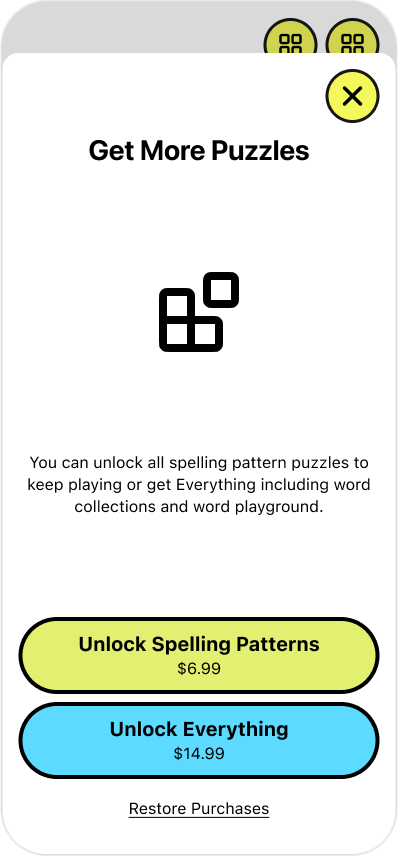 Get More Puzzles
You can unlock all spelling pattern puzzles to
keep playing or get Everything including word
collections and word playground.
Unlock Spelling Patterns
$6.99
Unlock Everything
$14.99
Restore Purchases